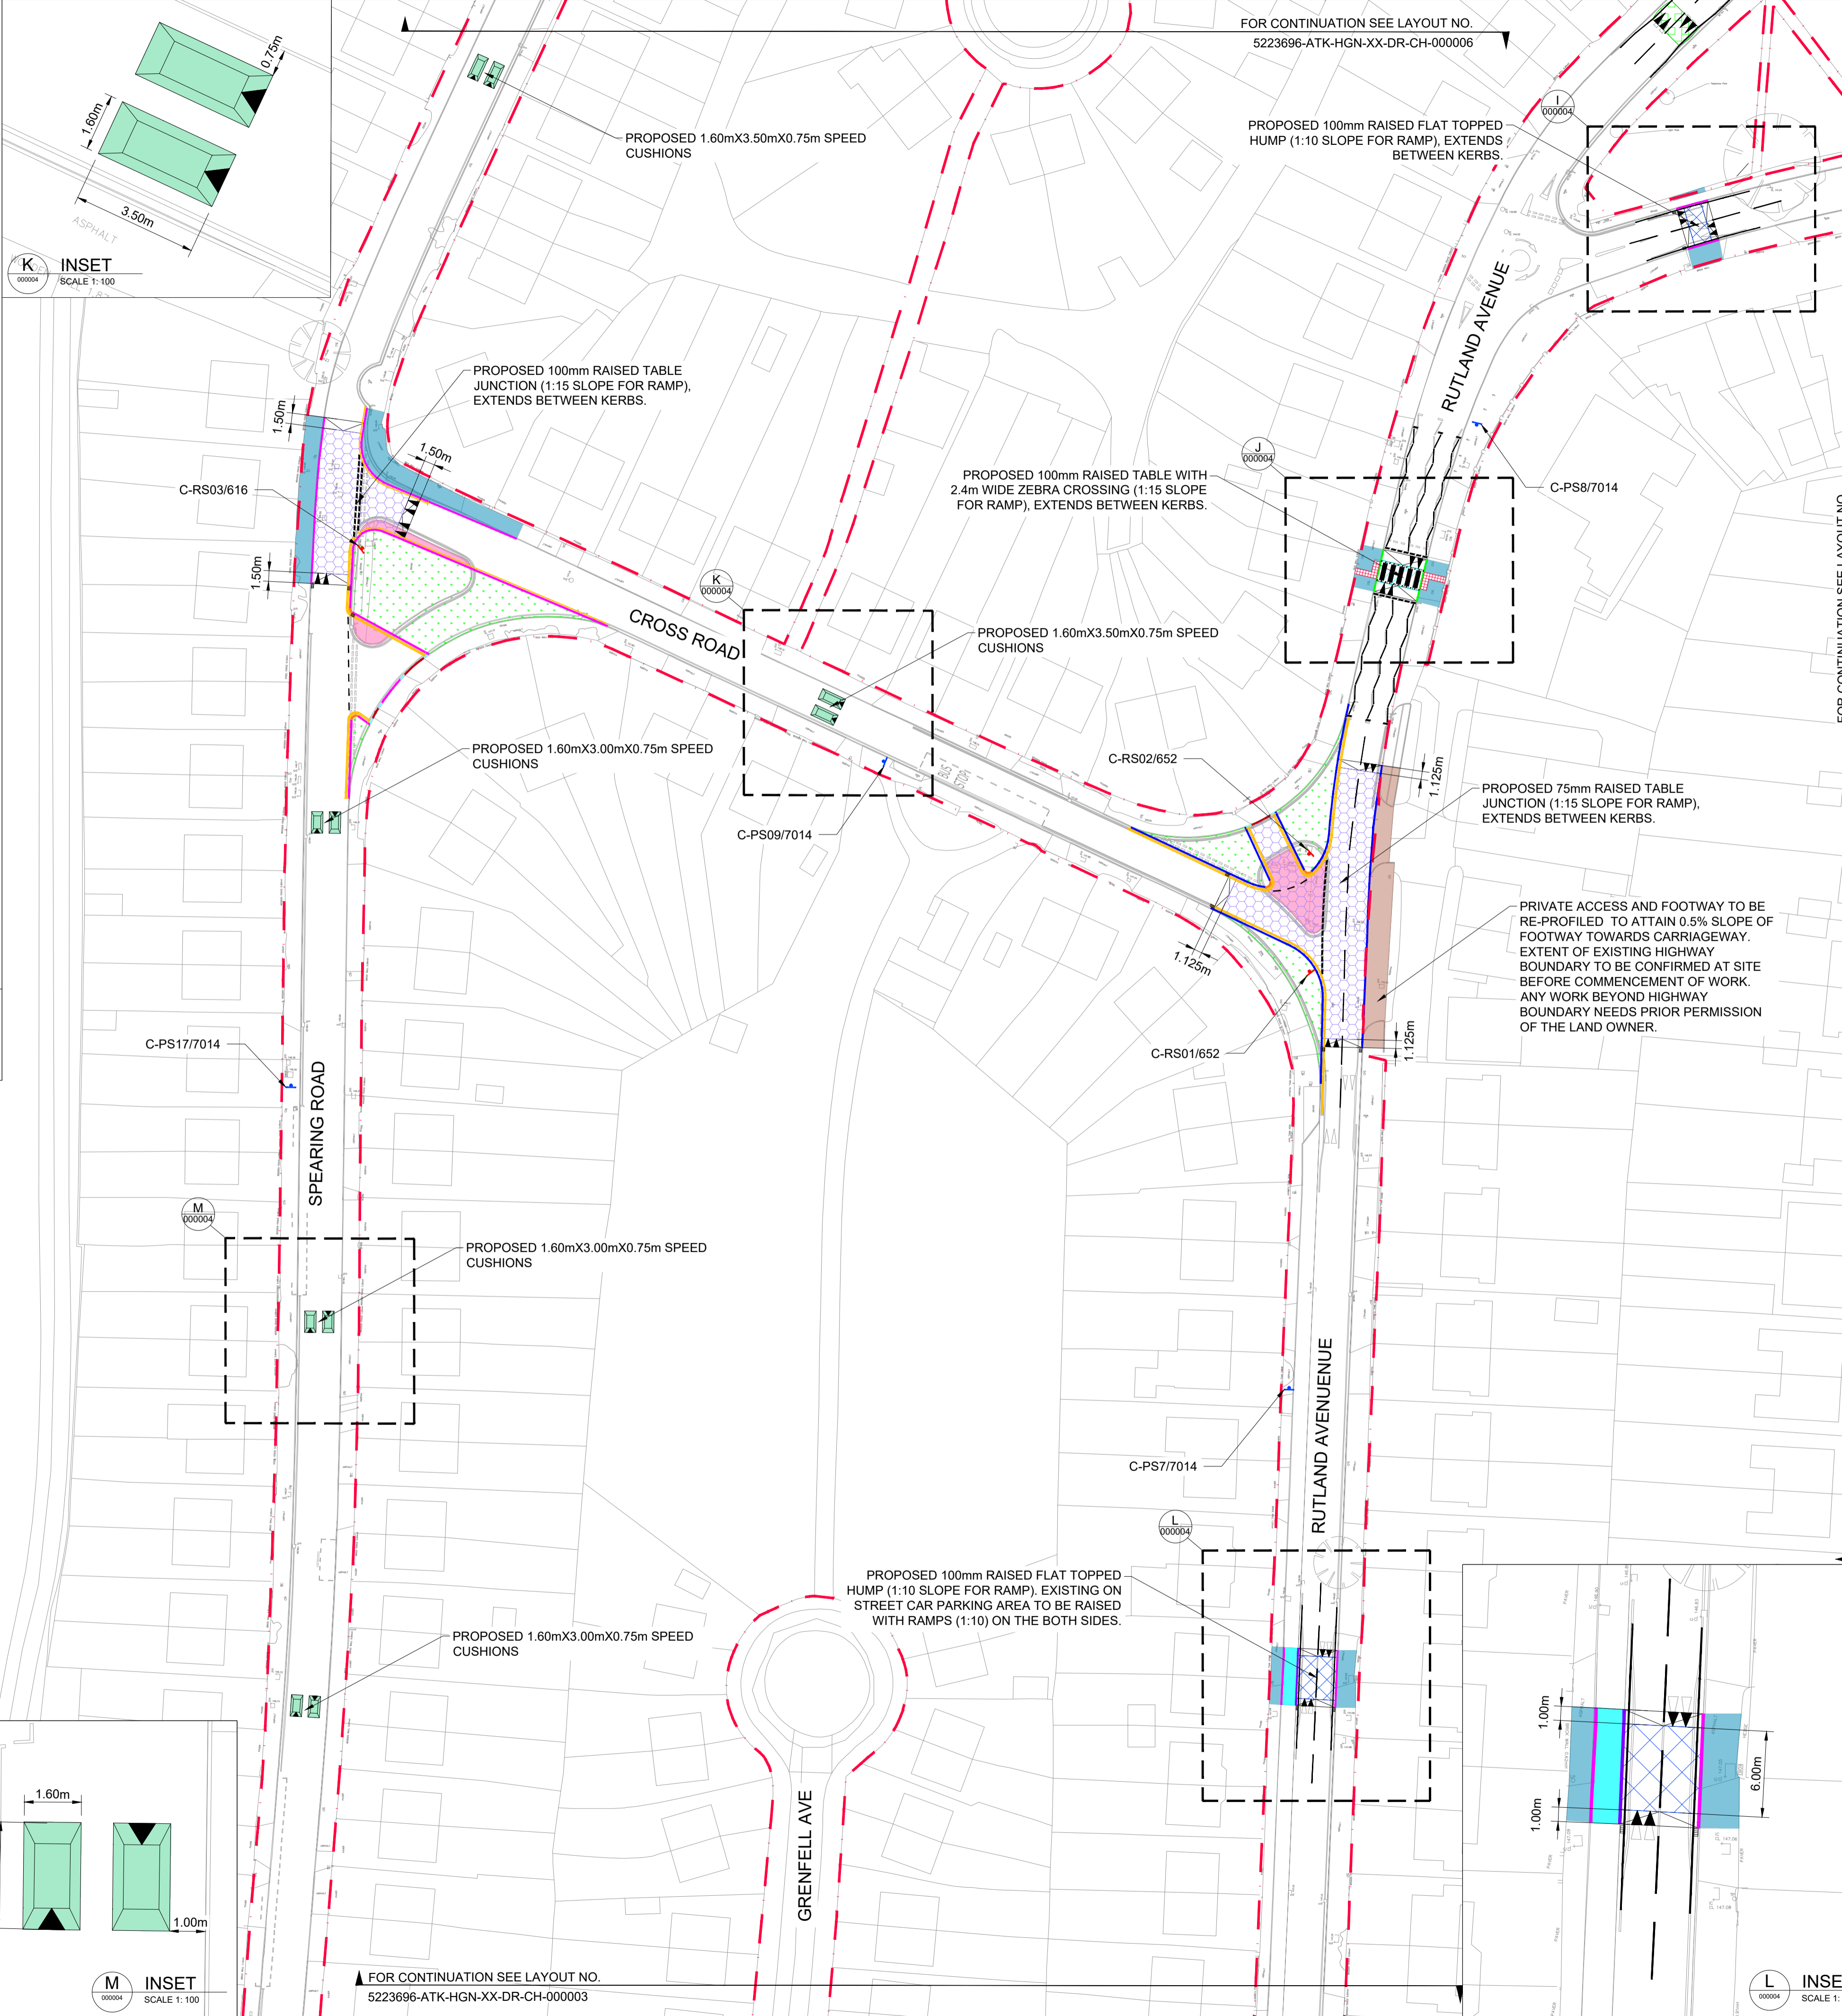 0.75m
1.60m
3.50m
ASPHALT
K
000004
INSET
SCALE 1: 100
FOR CONTINUATION SEE LAYOUT NO.
5223696-ATK-HGN-XX-DR-CH-000006
PROPOSED 1.60mX3.50mX0.75m SPEED
CUSHIONS
I
000004
PROPOSED 100mm RAISED FLAT TOPPED
HUMP (1:10 SLOPE FOR RAMP), EXTENDS
BETWEEN KERBS.
RUTLAND AVENUE
PROPOSED 100mm RAISED TABLE
JUNCTION (1:15 SLOPE FOR RAMP),
EXTENDS BETWEEN KERBS.
1.50m
1.50m
C-RS03/616
1.50m
J
000004
PROPOSED 100mm RAISED TABLE WITH
2.4m WIDE ZEBRA CROSSING (1:15 SLOPE
FOR RAMP), EXTENDS BETWEEN KERBS.
C-PS8/7014
FOR CONTINUATION SEE LAYOUT NO.
K
000004
CROSS ROAD
PROPOSED 1.60mX3.50mX0.75m SPEED
CUSHIONS
PROPOSED 1.60mX3.00mX0.75m SPEED
CUSHIONS
BUS
STOP
C-PS09/7014
C-RS02/652
1.125m
PROPOSED 75mm RAISED TABLE
JUNCTION (1:15 SLOPE FOR RAMP),
EXTENDS BETWEEN KERBS.
PRIVATE ACCESS AND FOOTWAY TO BE
RE-PROFILED TO ATTAIN 0.5% SLOPE OF
FOOTWAY TOWARDS CARRIAGEWAY.
EXTENT OF EXISTING HIGHWAY
BOUNDARY TO BE CONFIRMED AT SITE
BEFORE COMMENCEMENT OF WORK.
ANY WORK BEYOND HIGHWAY
BOUNDARY NEEDS PRIOR PERMISSION
OF THE LAND OWNER.
1.125m
1.125m
C-RS01/652
C-PS17/7014
SPEARING ROAD
M
000004
PROPOSED 1.60mX3.00mX0.75m SPEED
CUSHIONS
RUTLAND AVENUENUE
C-PS7/7014
L
000004
PROPOSED 100mm RAISED FLAT TOPPED
HUMP (1:10 SLOPE FOR RAMP). EXISTING ON
STREET CAR PARKING AREA TO BE RAISED
WITH RAMPS (1:10) ON THE BOTH SIDES.
PROPOSED 1.60mX3.00mX0.75m SPEED
CUSHIONS
GRENFELL AVE
1.60m
1.00m
M
000004
INSET
SCALE 1: 100
FOR CONTINUATION SEE LAYOUT NO.
5223696-ATK-HGN-XX-DR-CH-000003
1.00m
1.00m
6.00m
L
000004
INSE
SCALE 1: